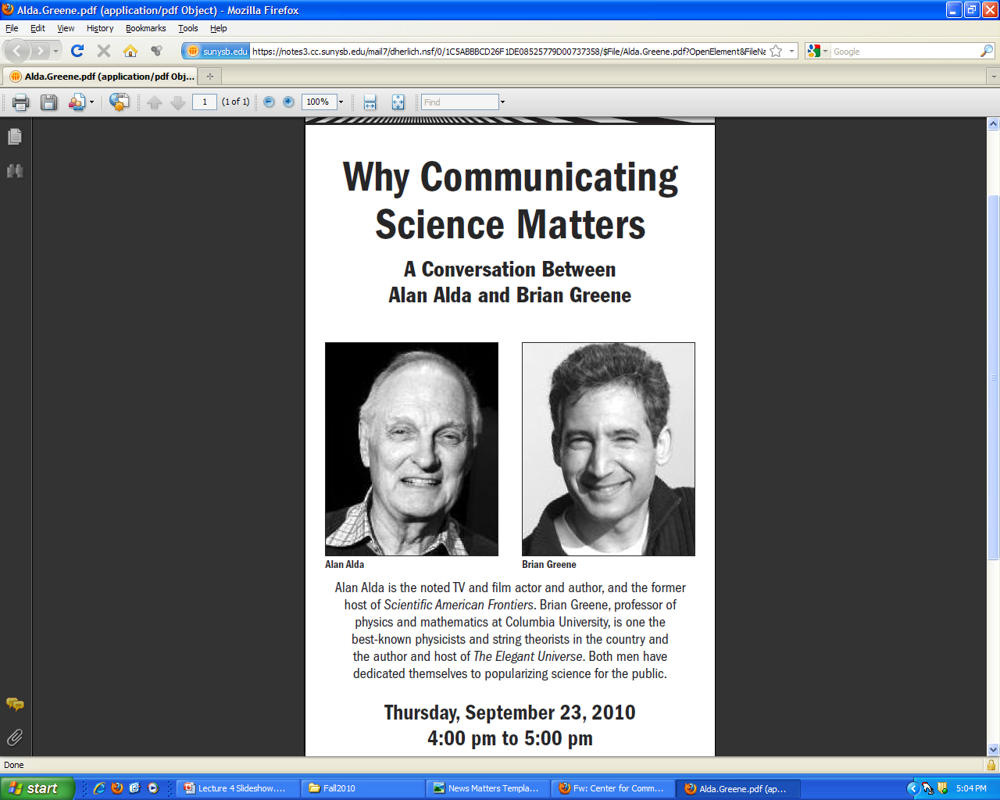 Alda.Greene.pdf (application/pdf Object) - Mozilla Firefox
File Edit View History Bookmarks Tools Help
sunysb.edu https://notes3.cc.sunysb.edu/mail7/dherlich.nsf/0/1C5ABBBCD26F1DE08525779D00737358/$File/Alda.Greene.pdf?OpenElement&FileNa Google
Alda.Greene.pdf (application/pdf Obj...
1 (1 of 1) 100% Find
Why Communicating
Science Matters
A Conversation Between
Alan Alda and Brian Greene
Alan Alda
Brian Greene
Alan Alda is the noted TV and film actor and author, and the former
host of Scientific American Frontiers. Brian Greene, professor of
physics and mathematics at Columbia University, is one the
best-known physicists and string theorists in the country and
the author and host of The Elegant Universe. Both men have
dedicated themselves to popularizing science for the public.
Thursday, September 23, 2010
4:00 pm to 5:00 pm
Done
start Lecture 4 Slideshow.... Fall2010 News Matters Templa... Fw: Center for Comm... Alda.Greene.pdf (ap... 5:04 PM